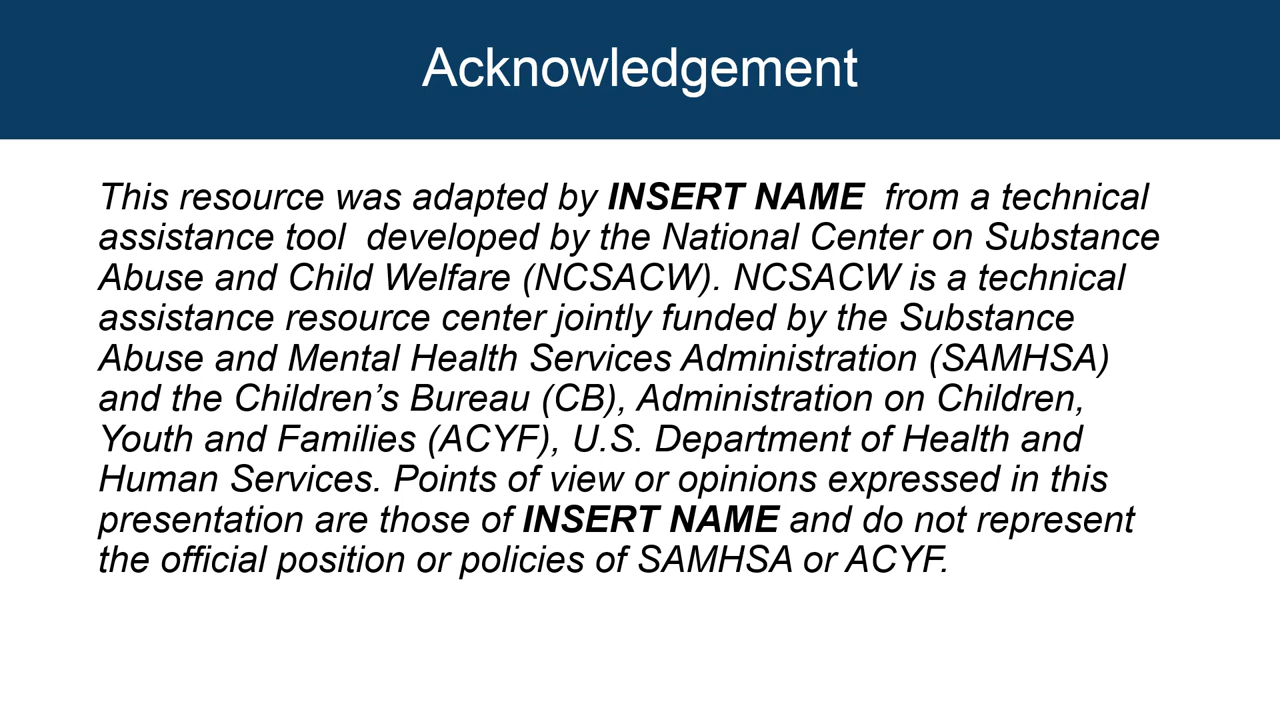 Acknowledgement
This resource was adapted by INSERT NAME  from a technical
assistance tool  developed by the National Center on Substance
Abuse and Child Welfare (NCSACW). NCSACW is a technical
assistance resource center jointly funded by the Substance
Abuse and Mental Health Services Administration (SAMHSA)
and the Children’s Bureau (CB), Administration on Children,
Youth and Families (ACYF), U.S. Department of Health and
Human Services. Points of view or opinions expressed in this
presentation are those of INSERT NAME and do not represent
the official position or policies of SAMHSA or ACYF.